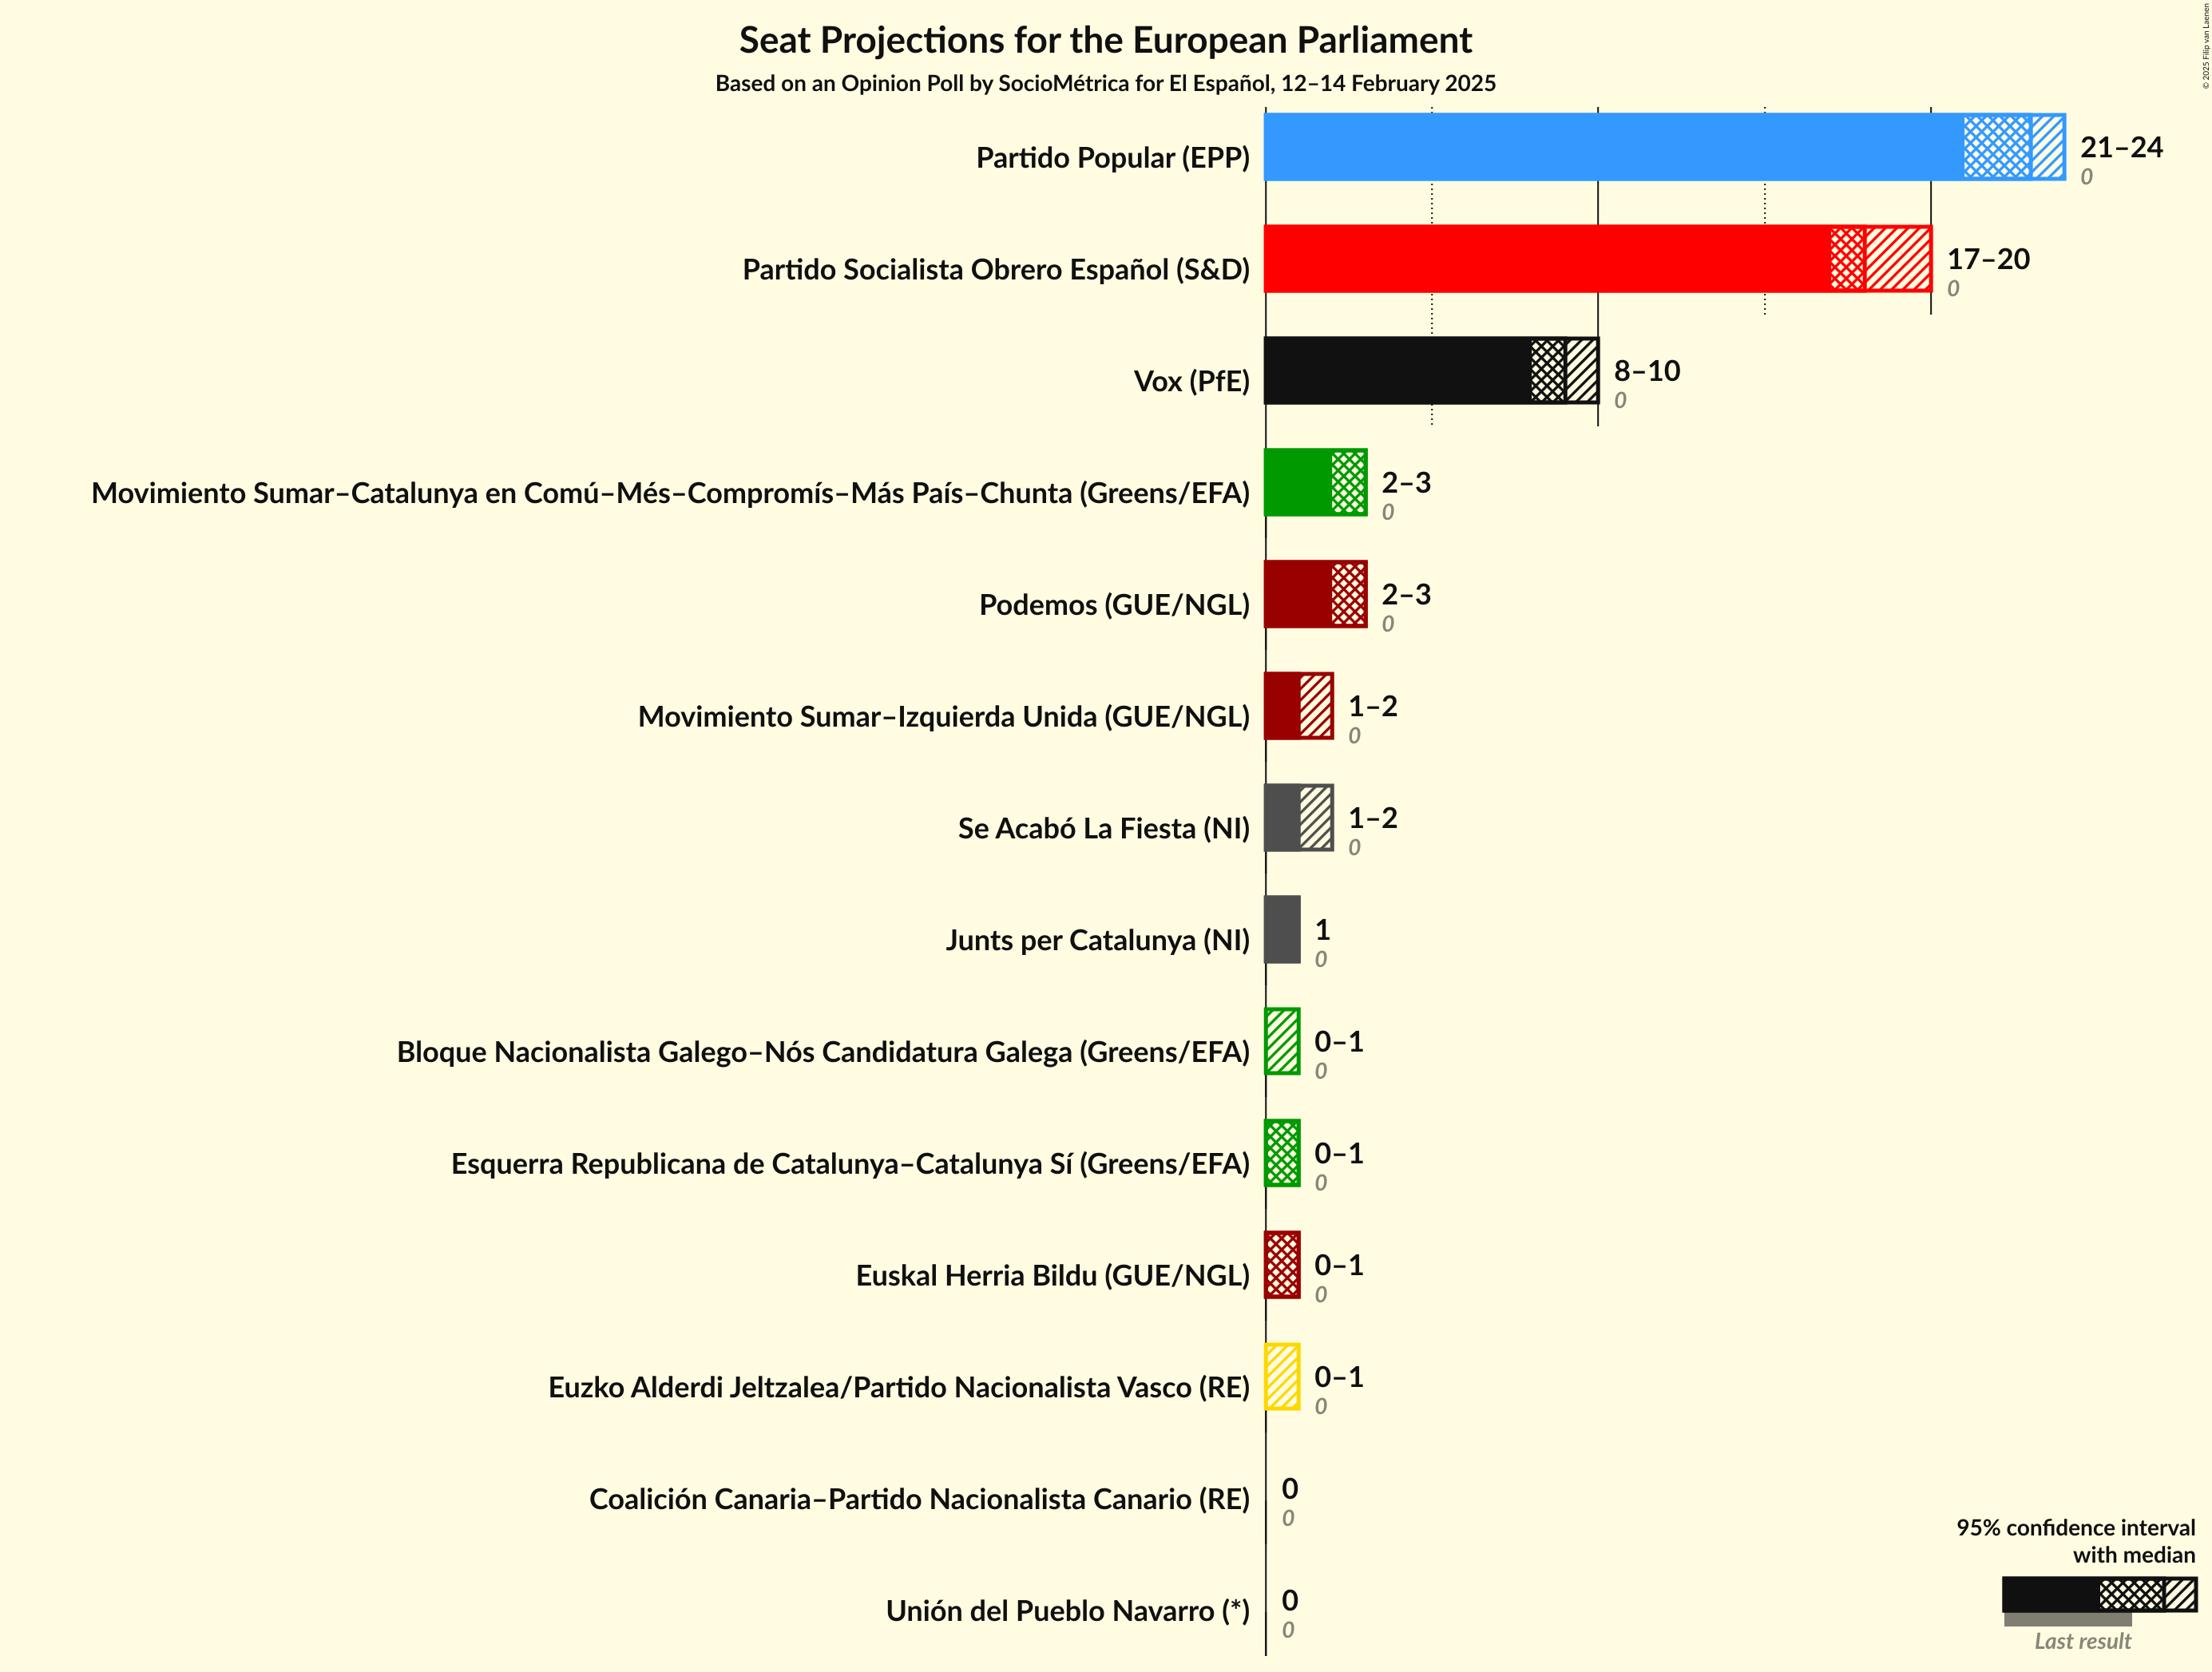 Seat Projections for the European Parliament
Based on an Opinion Poll by SocioMétrica for El Español, 12–14 February 2025
© 2025 Filip van Laenen
Partido Popular (EPP)
21–24
0
Partido Socialista Obrero Español (S&D)
17–20
0
Vox (PfE)
8–10
0
Movimiento Sumar–Catalunya en Comú–Més–Compromís–Más País–Chunta (Greens/EFA)
2–3
0
Podemos (GUE/NGL)
2–3
0
Movimiento Sumar–Izquierda Unida (GUE/NGL)
1–2
0
Se Acabó La Fiesta (NI)
1–2
0
Junts per Catalunya (NI)
1
0
Bloque Nacionalista Galego–Nós Candidatura Galega (Greens/EFA)
0–1
0
Esquerra Republicana de Catalunya–Catalunya Sí (Greens/EFA)
0–1
0
Euskal Herria Bildu (GUE/NGL)
0–1
0
Euzko Alderdi Jeltzalea/Partido Nacionalista Vasco (RE)
0–1
0
Coalición Canaria–Partido Nacionalista Canario (RE)
0
0
Unión del Pueblo Navarro (*)
0
0
95% confidence interval
with median
Last result